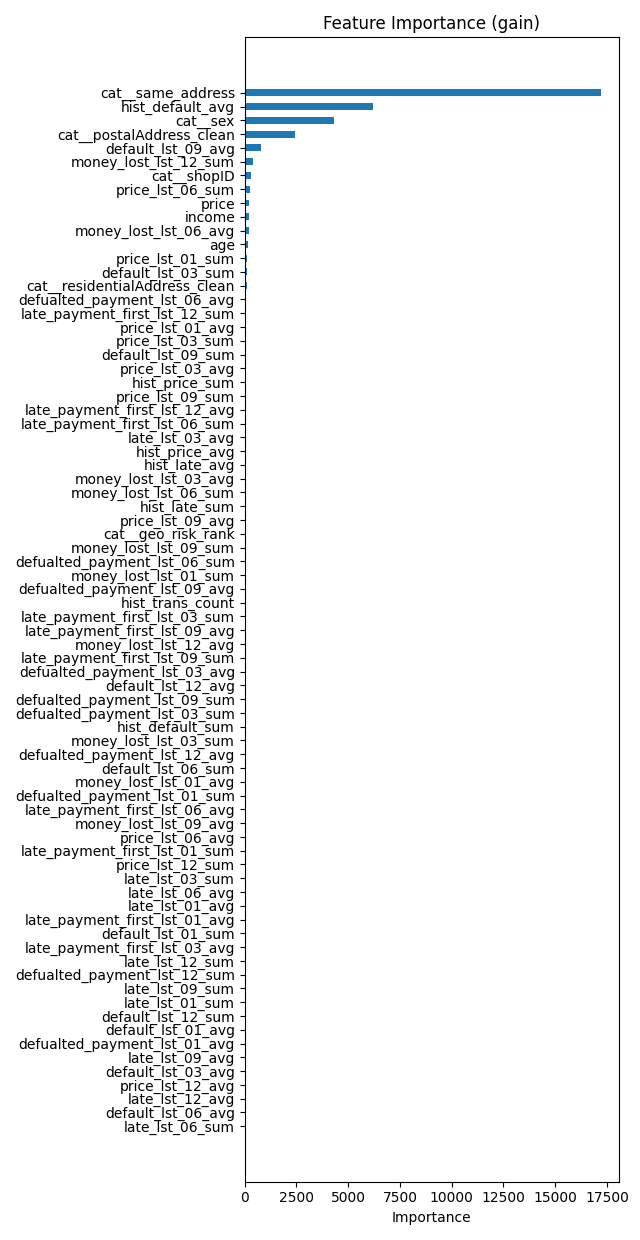 Feature Importance (gain)
cat__same_address
hist_default_avg
cat__sex
cat__postalAddress_clean
default_lst_09_avg
money_lost_lst_12_sum
cat__shopID
price_lst_06_sum
price
income
money_lost_lst_06_avg
age
price_lst_01_sum
default_lst_03_sum
cat__residentialAddress_clean
defualted_payment_lst_06_avg
late_payment_first_lst_12_sum
price_lst_01_avg
price_lst_03_sum
default_lst_09_sum
price_lst_03_avg
hist_price_sum
price_lst_09_sum
late_payment_first_lst_12_avg
late_payment_first_lst_06_sum
late_lst_03_avg
hist_price_avg
hist_late_avg
money_lost_lst_03_avg
money_lost_lst_06_sum
hist_late_sum
price_lst_09_avg
cat__geo_risk_rank
money_lost_lst_09_sum
defualted_payment_lst_06_sum
money_lost_lst_01_sum
defualted_payment_lst_09_avg
hist_trans_count
late_payment_first_lst_03_sum
late_payment_first_lst_09_avg
money_lost_lst_12_avg
late_payment_first_lst_09_sum
defualted_payment_lst_03_avg
default_lst_12_avg
defualted_payment_lst_09_sum
defualted_payment_lst_03_sum
hist_default_sum
money_lost_lst_03_sum
defualted_payment_lst_12_avg
default_lst_06_sum
money_lost_lst_01_avg
defualted_payment_lst_01_sum
late_payment_first_lst_06_avg
money_lost_lst_09_avg
price_lst_06_avg
late_payment_first_lst_01_sum
price_lst_12_sum
late_lst_03_sum
late_lst_06_avg
late_lst_01_avg
late_payment_first_lst_01_avg
default_lst_01_sum
late_payment_first_lst_03_avg
late_lst_12_sum
defualted_payment_lst_12_sum
late_lst_09_sum
late_lst_01_sum
default_lst_12_sum
default_lst_01_avg
defualted_payment_lst_01_avg
late_lst_09_avg
default_lst_03_avg
price_lst_12_avg
late_lst_12_avg
default_lst_06_avg
late_lst_06_sum
0 2500 5000 7500 10000 12500 15000 17500
Importance